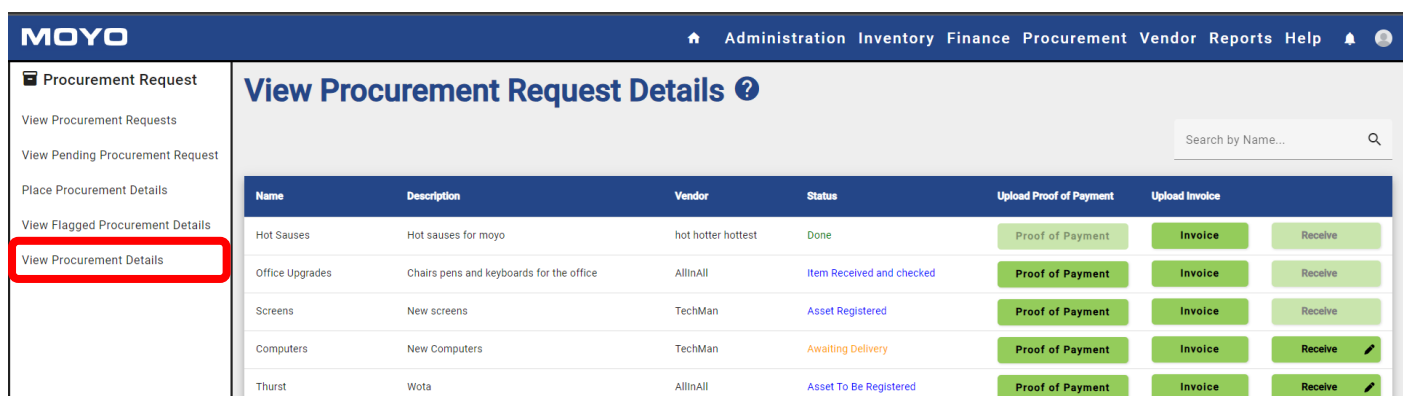 MOYO
Administration Inventory Finance Procurement Vendor Reports Help
Procurement Request
View Procurement Requests
View Pending Procurement Request
Place Procurement Details
View Flagged Procurement Details
View Procurement Details
View Procurement Request Details ?
Search by Name...
Name Description Vendor Status Upload Proof of Payment Upload Invoice
Hot Sauses Hot sauses for moyo hot hotter hottest Done Proof of Payment Invoice Receive
Office Upgrades Chairs pens and keyboards for the office AllInAll Item Received and checked Proof of Payment Invoice Receive
Screens New screens TechMan Asset Registered Proof of Payment Invoice Receive
Computers New Computers TechMan Awaiting Delivery Proof of Payment Invoice Receive
Thurst Wota AllInAll Asset To Be Registered Proof of Payment Invoice Receive